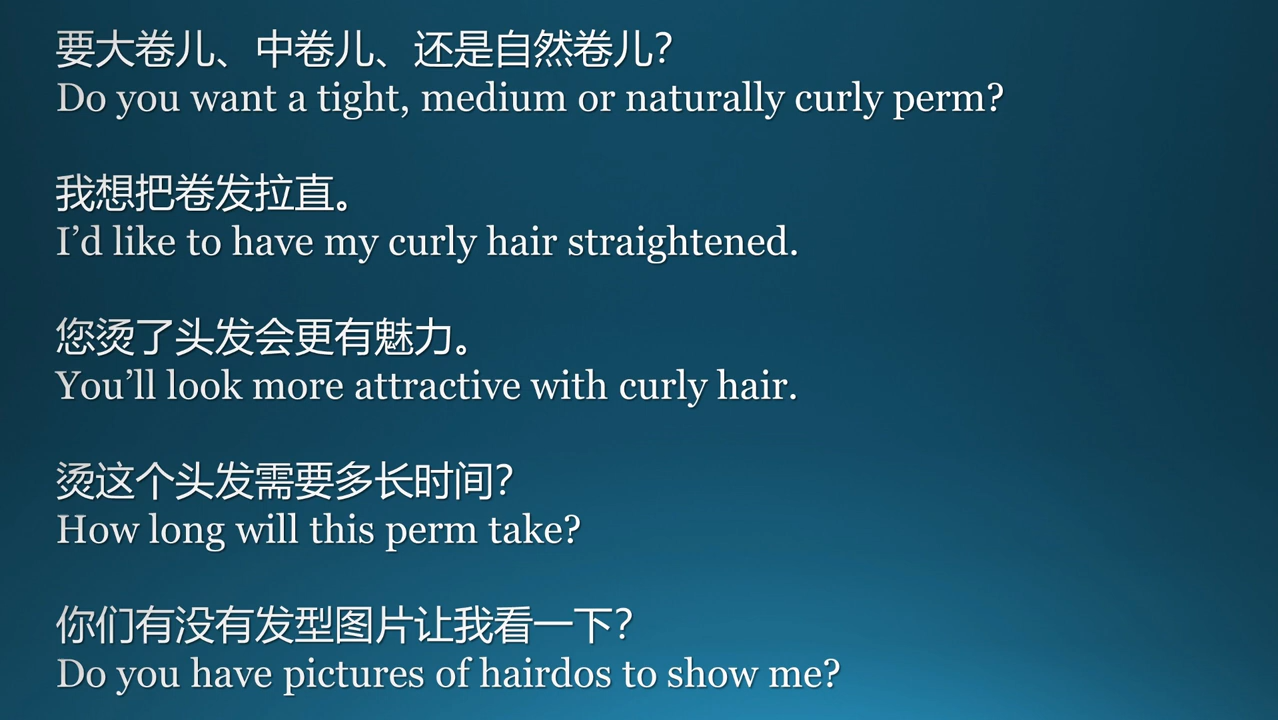 要大卷儿、中卷儿、还是自然卷儿？
Do you want a tight, medium or naturally curly perm?
我想把卷发拉直。
I’d like to have my curly hair straightened.
您烫了头发会更有魅力。
You’ll look more attractive with curly hair.
烫这个头发需要多长时间？
How long will this perm take?
你们有没有发型图片让我看一下？
Do you have pictures of hairdos to show me?